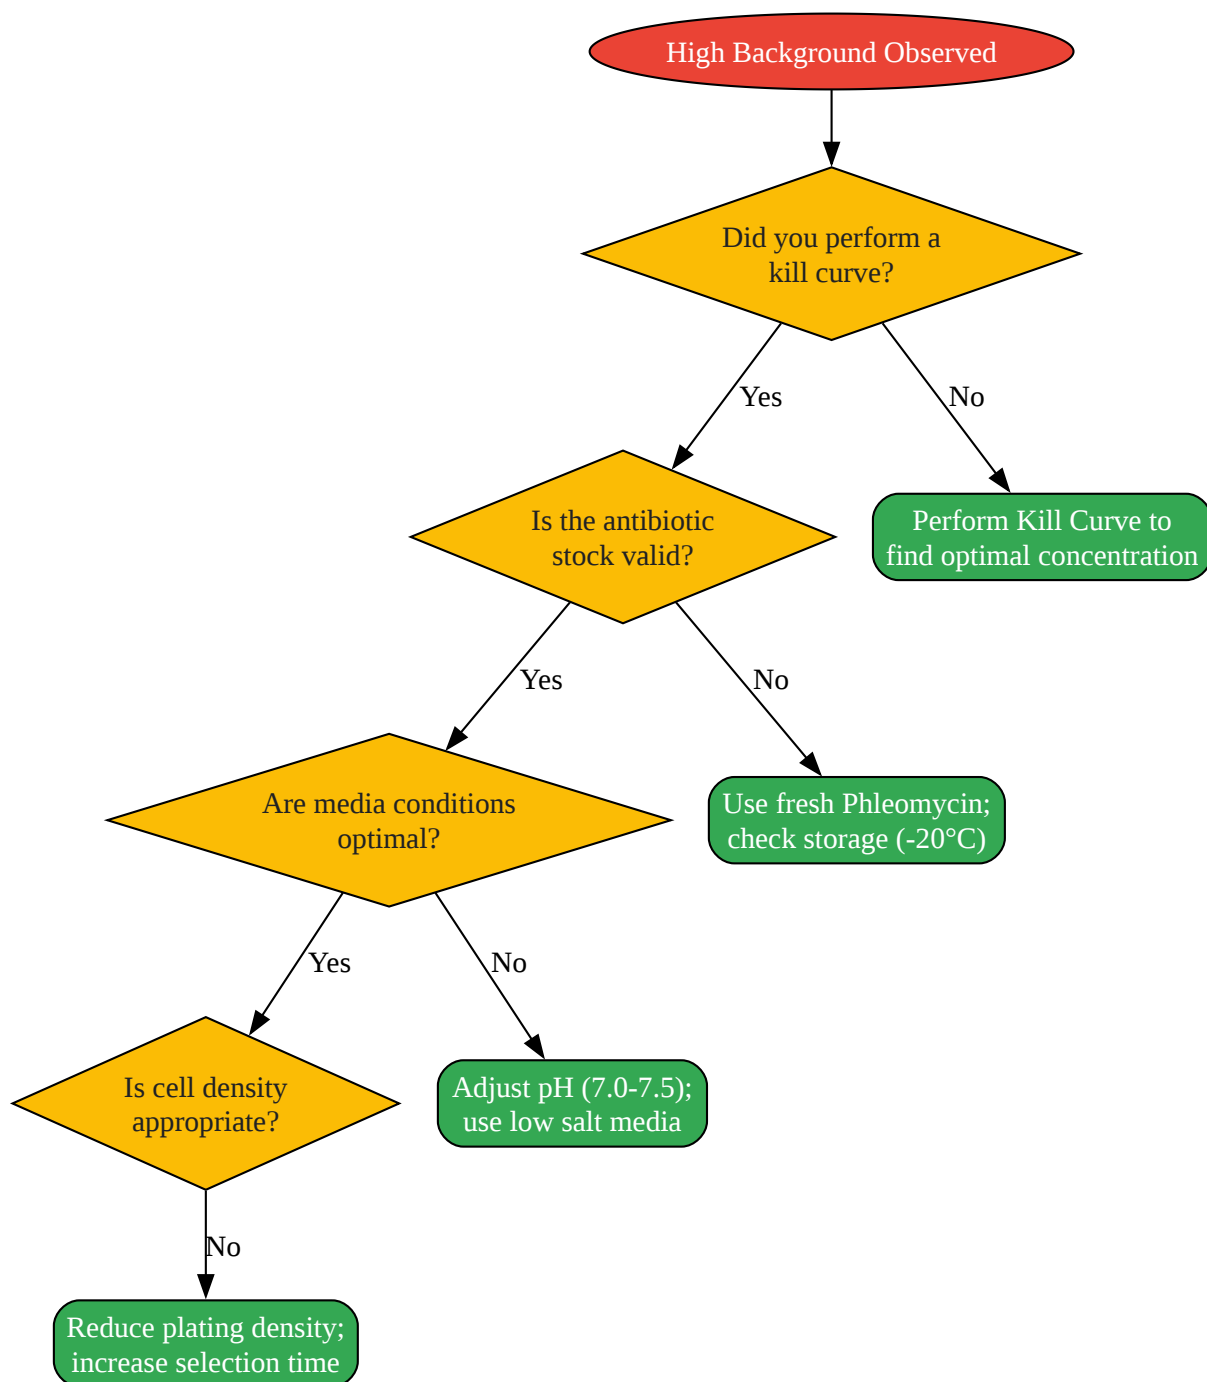 High Background Observed
Did you perform a
kill curve?
Yes
No
Is the antibiotic
stock valid?
Perform Kill Curve to
find optimal concentration
Yes
No
Are media conditions
optimal?
Use fresh Phleomycin;
check storage (-20°C)
Yes
No
Is cell density
appropriate?
Adjust pH (7.0-7.5);
use low salt media
No
Reduce plating density;
increase selection time